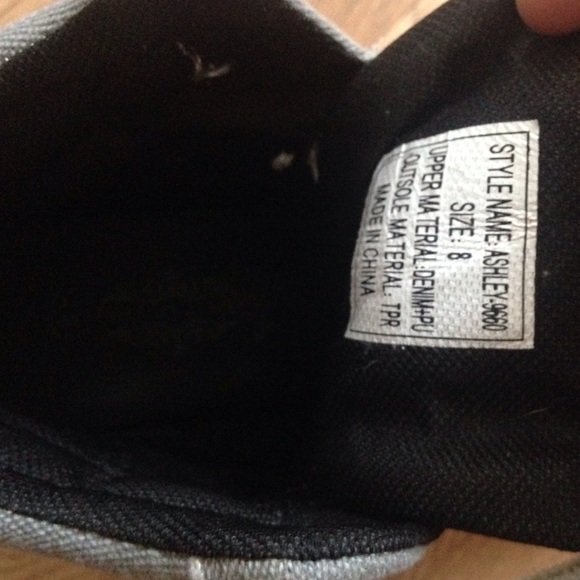 STYLE NAME: ASHLEY-9660
SIZE: 8
UPPER MATERIAL:DENIM+PU
OUTSOLE MATERIAL: TPR
MADE IN CHINA